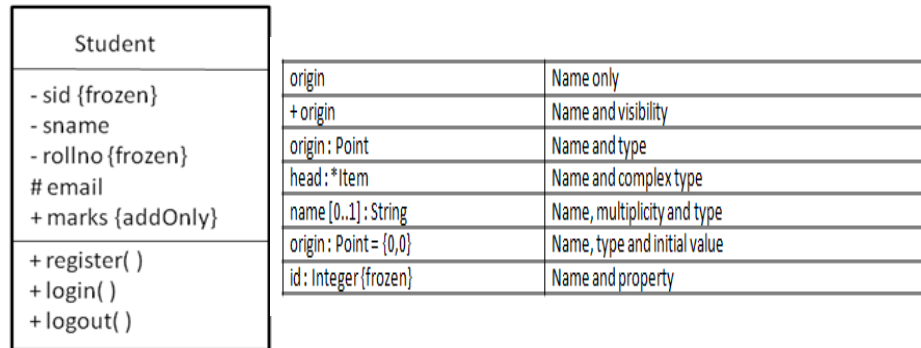 Student
- sid {frozen}
- sname
- rollno {frozen}
# email
+ marks {addOnly}
+ register( )
+ login( )
+ logout( )
origin Name only
+ origin Name and visibility
origin : Point Name and type
head : *Item Name and complex type
name [0..1] : String Name, multiplicity and type
origin : Point = {0,0} Name, type and initial value
id : Integer {frozen} Name and property